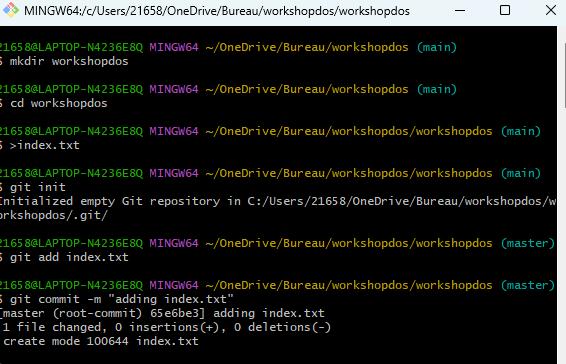 MINGW64:/c/Users/21658/OneDrive/Bureau/workshopdos/workshopdos
21658@LAPTOP-N4236E8Q MINGW64 ~/OneDrive/Bureau/workshopdos (main)
$ mkdir workshopdos
21658@LAPTOP-N4236E8Q MINGW64 ~/OneDrive/Bureau/workshopdos (main)
$ cd workshopdos
21658@LAPTOP-N4236E8Q MINGW64 ~/OneDrive/Bureau/workshopdos/workshopdos (main)
$ >index.txt
21658@LAPTOP-N4236E8Q MINGW64 ~/OneDrive/Bureau/workshopdos/workshopdos (main)
$ git init
Initialized empty Git repository in C:/Users/21658/OneDrive/Bureau/workshopdos/w
orkshopdos/.git/
21658@LAPTOP-N4236E8Q MINGW64 ~/OneDrive/Bureau/workshopdos/workshopdos (master)
$ git add index.txt
21658@LAPTOP-N4236E8Q MINGW64 ~/OneDrive/Bureau/workshopdos/workshopdos (master)
$ git commit -m "adding index.txt"
[master (root-commit) 65e6be3] adding index.txt
1 file changed, 0 insertions(+), 0 deletions(-)
create mode 100644 index.txt